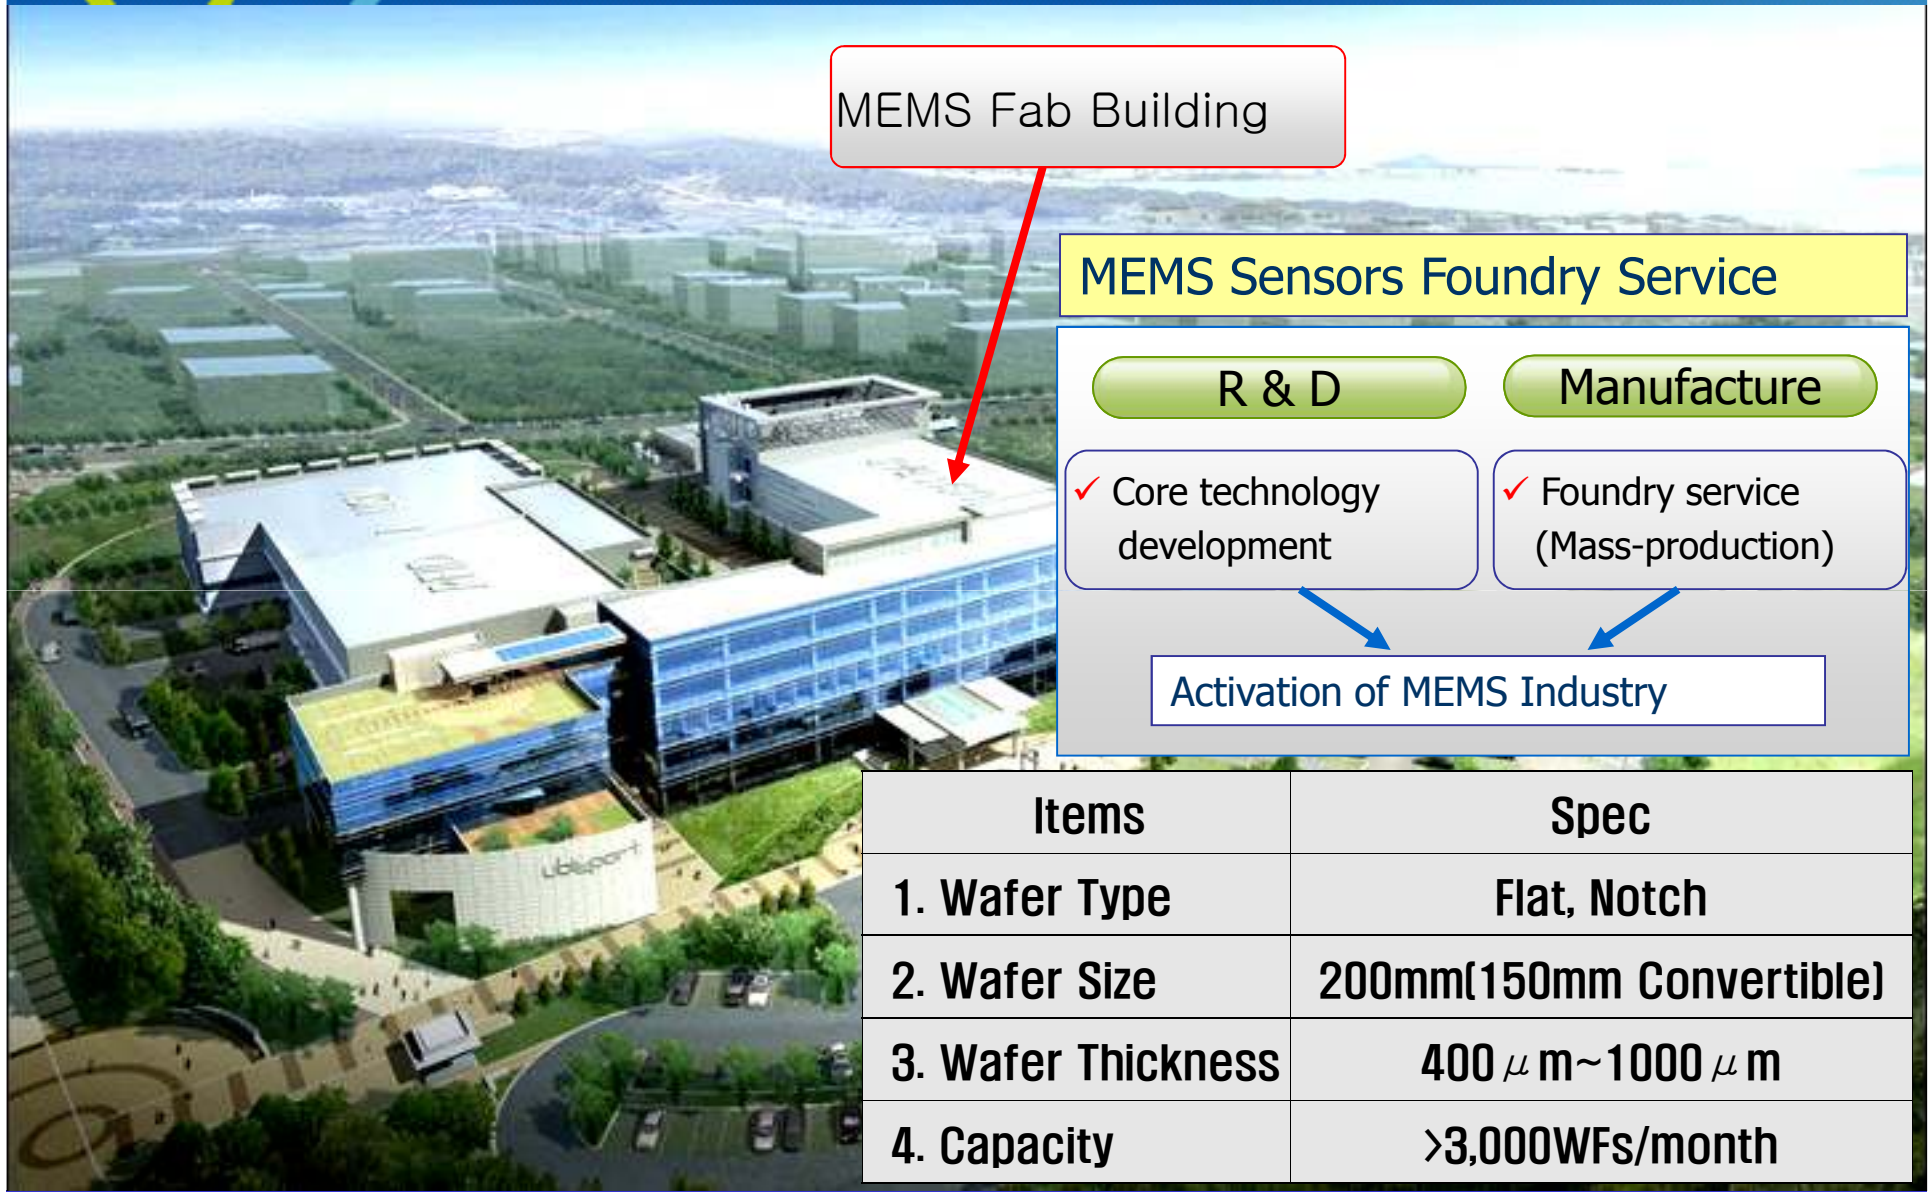 MEMS Fab Building
MEMS Sensors Foundry Service
R & D
Manufacture
✓ Core technology
development
✓ Foundry service
(Mass-production)
Activation of MEMS Industry
Items Spec
1. Wafer Type Flat, Notch
2. Wafer Size 200mm(150mm Convertible)
3. Wafer Thickness 400μm~1000μm
4. Capacity >3,000WFs/month